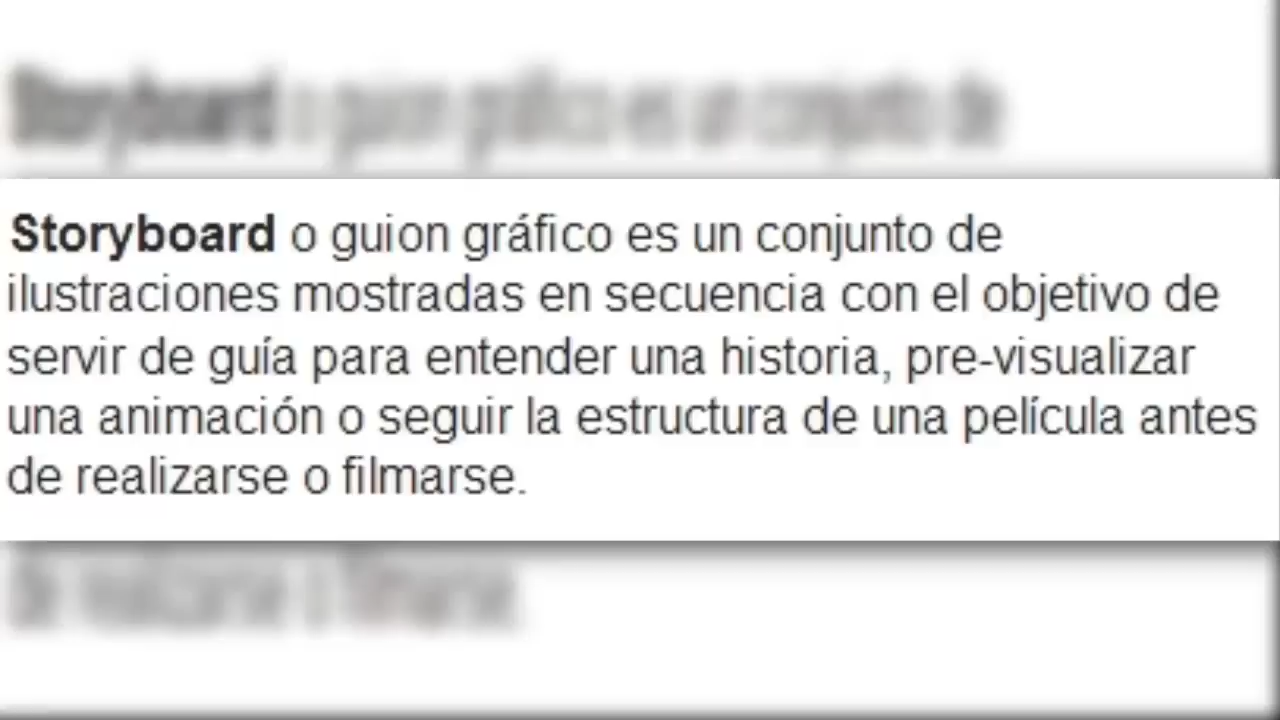 Storyboard o guion gráfico es un conjunto de
ilustraciones mostradas en secuencia con el objetivo de
servir de guía para entender una historia, pre-visualizar
una animación o seguir la estructura de una película antes
de realizarse o filmarse.